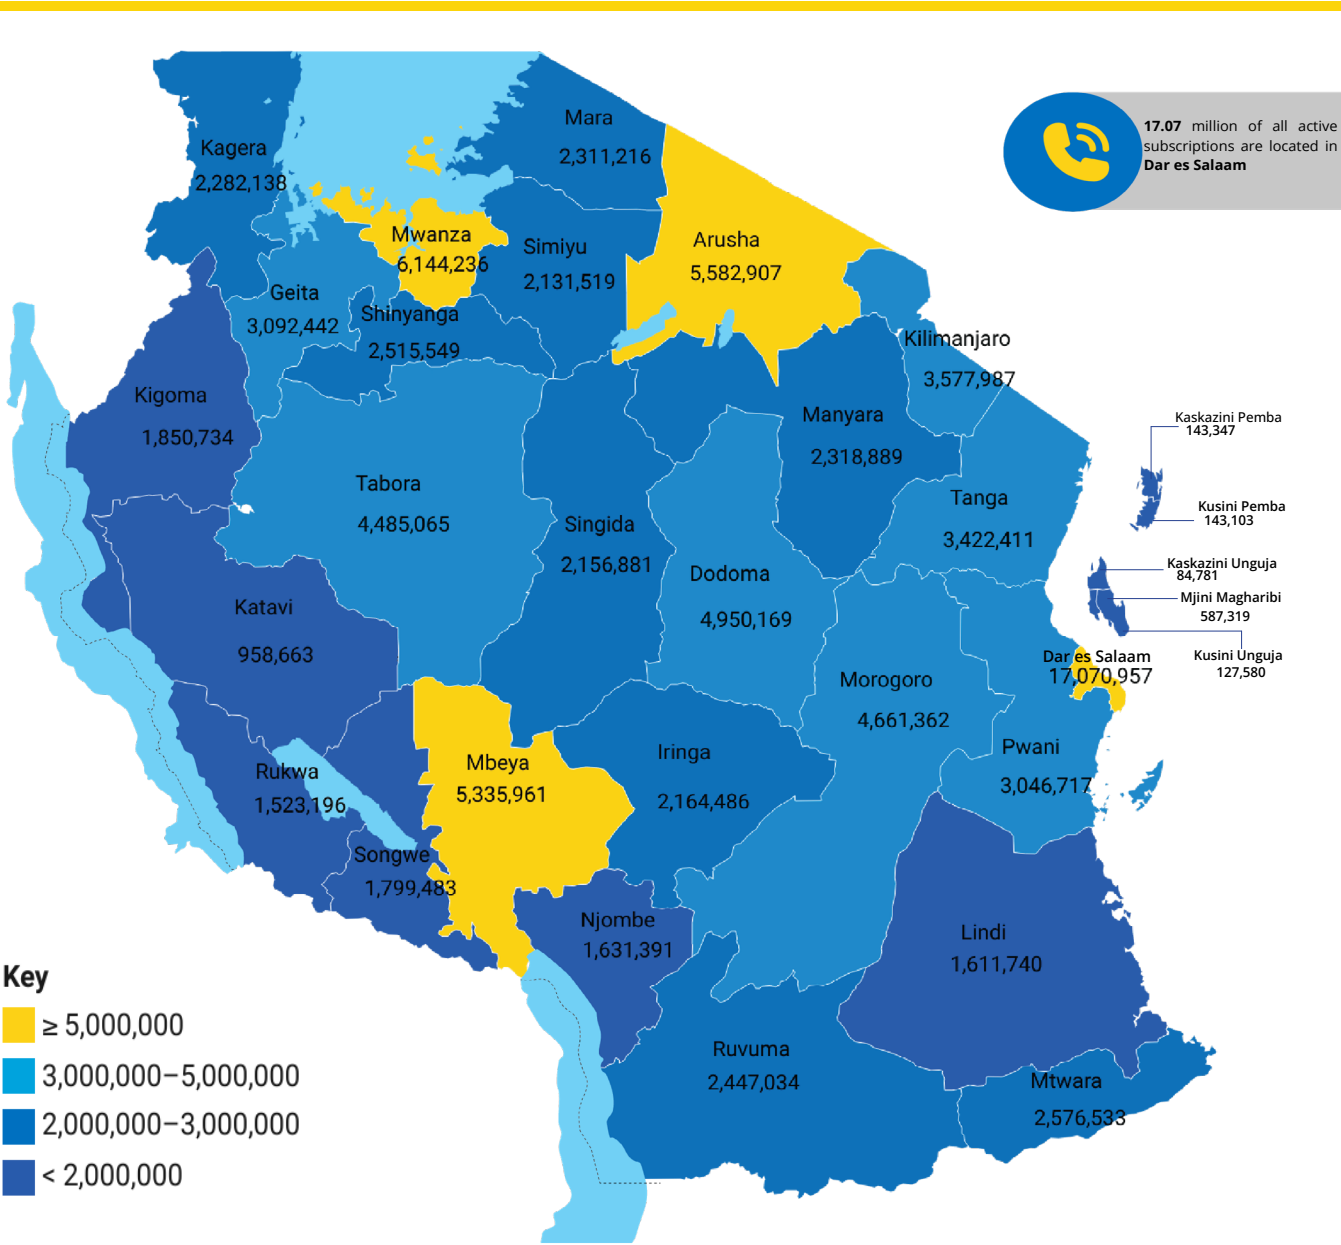 17.07 million of all active
subscriptions are located in
Dar es Salaam
Mara
2,311,216
Kagera
2,282,138
Mwanza
6,144,236
Simiyu
2,131,519
Arusha
5,582,907
Geita
3,092,442
Shinyanga
2,515,549
Kilimanjaro
3,577,987
Kigoma
1,850,734
Manyara
2,318,889
Kaskazini Pemba
143,347
Tabora
4,485,065
Singida
2,156,881
Tanga
3,422,411
Kusini Pemba
143,103
Dodoma
4,950,169
Kaskazini Unguja
84,781
Mjini Magharibi
587,319
Katavi
958,663
Kusini Unguja
127,580
Dar es Salaam
17,070,957
Morogoro
4,661,362
Pwani
3,046,717
Iringa
2,164,486
Mbeya
5,335,961
Rukwa
1,523,196
Songwe
1,799,483
Njombe
1,631,391
Lindi
1,611,740
Ruvuma
2,447,034
Mtwara
2,576,533
Key
≥ 5,000,000
3,000,000–5,000,000
2,000,000–3,000,000
< 2,000,000